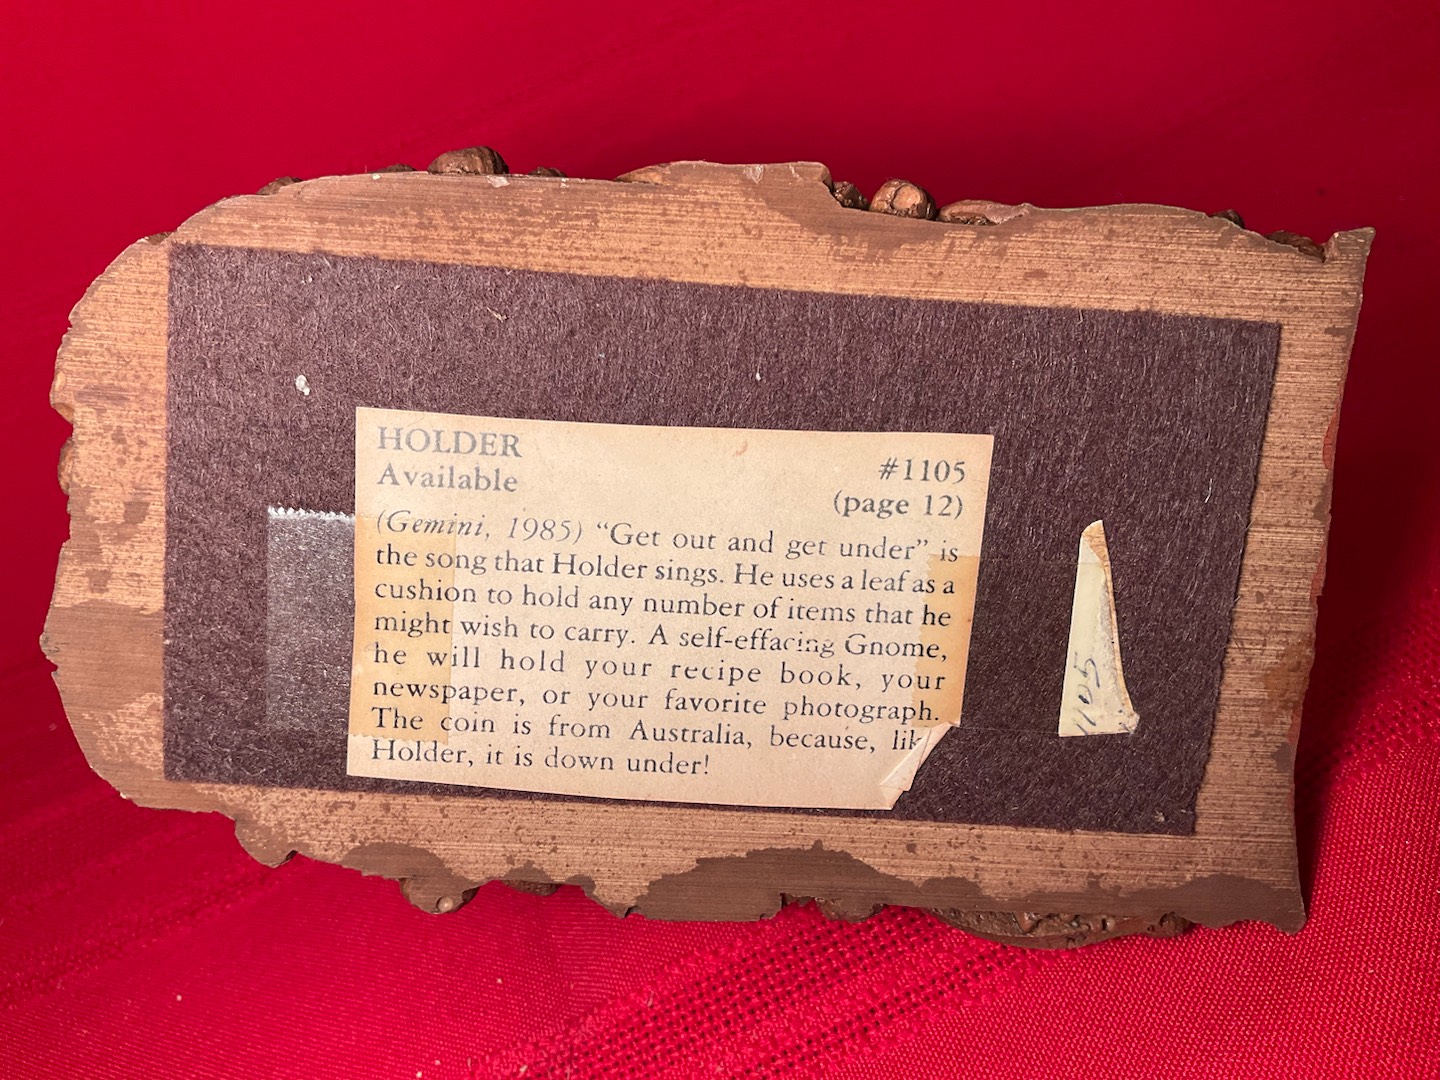 HOLDER
#1105
Available
(page 12)
(Gemini, 1985) “Get out and get under” is
the song that Holder sings. He uses a leaf as a
cushion to hold any number of items that he
might wish to carry. A self-effacing Gnome,
he will hold your recipe book, your
newspaper, or your favorite photograph.
The coin is from Australia, because, lik
Holder, it is down under!
1105